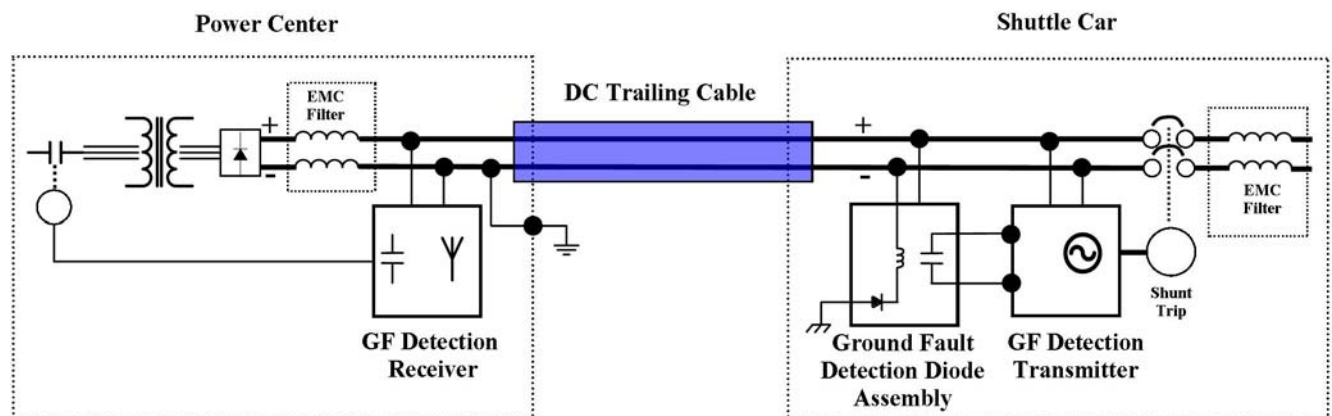 Power Center
Shuttle Car
EMC
Filter
DC Trailing Cable
+
-
+
-
EMC
Filter
Shunt
Trip
GF Detection
Receiver
Ground Fault
Detection Diode
Assembly
GF Detection
Transmitter